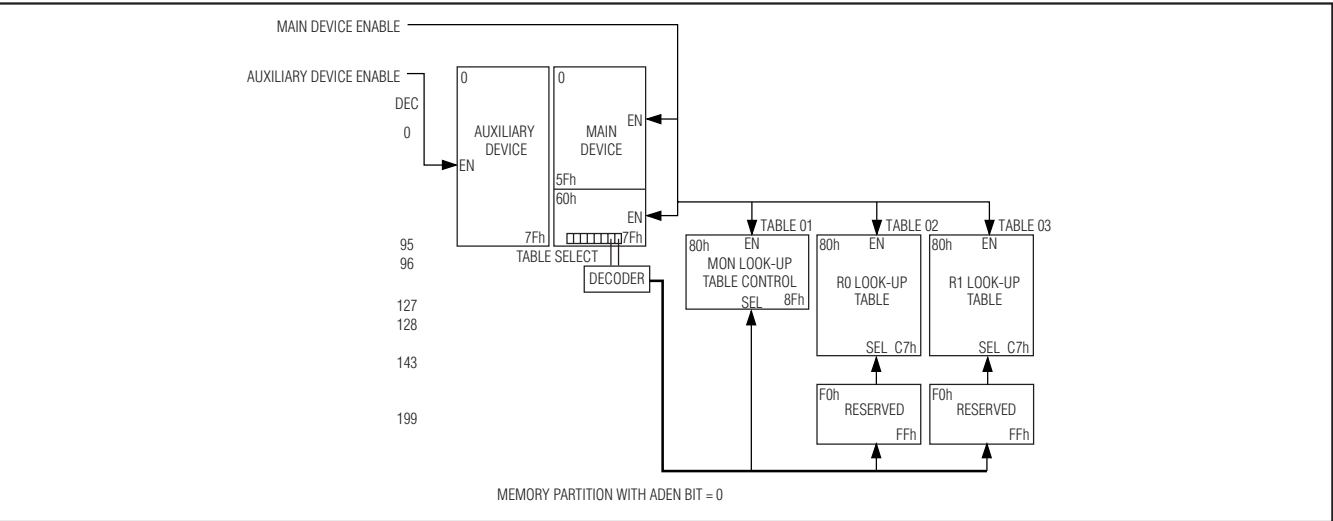 MAIN DEVICE ENABLE
AUXILIARY DEVICE ENABLE
DEC
0
95
96
127
128
143
199
0
AUXILIARY
DEVICE
EN
7Fh
0
MAIN
DEVICE
EN
5Fh
60h
EN
7Fh
TABLE SELECT
DECODER
TABLE 01
80h
EN
MON LOOK-UP
TABLE CONTROL
SEL
8Fh
TABLE 02
80h
EN
R0 LOOK-UP
TABLE
SEL C7h
F0h
RESERVED
FFh
TABLE 03
80h
EN
R1 LOOK-UP
TABLE
SEL C7h
F0h
RESERVED
FFh
MEMORY PARTITION WITH ADEN BIT = 0